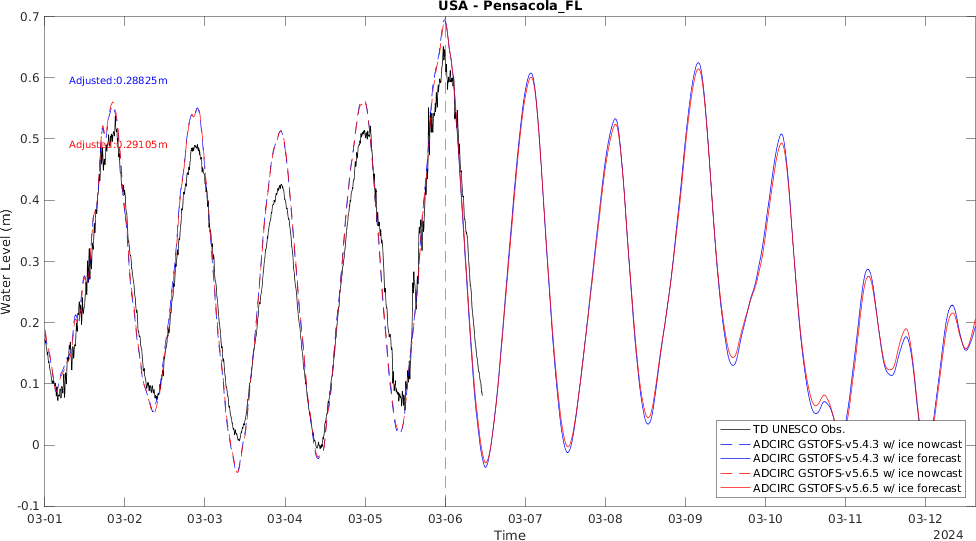 USA - Pensacola_FL
0.7
0.6
0.5
0.4
0.3
0.2
0.1
0
-0.1
Water Level (m)
Adjusted:0.28825m
Adjusted:0.29105m
TD UNESCO Obs.
ADCIRC GSTOFS-v5.4.3 w/ ice nowcast
ADCIRC GSTOFS-v5.4.3 w/ ice forecast
ADCIRC GSTOFS-v5.6.5 w/ ice nowcast
ADCIRC GSTOFS-v5.6.5 w/ ice forecast
03-01 03-02 03-03 03-04 03-05 03-06 03-07 03-08 03-09 03-10 03-11 03-12
Time
2024